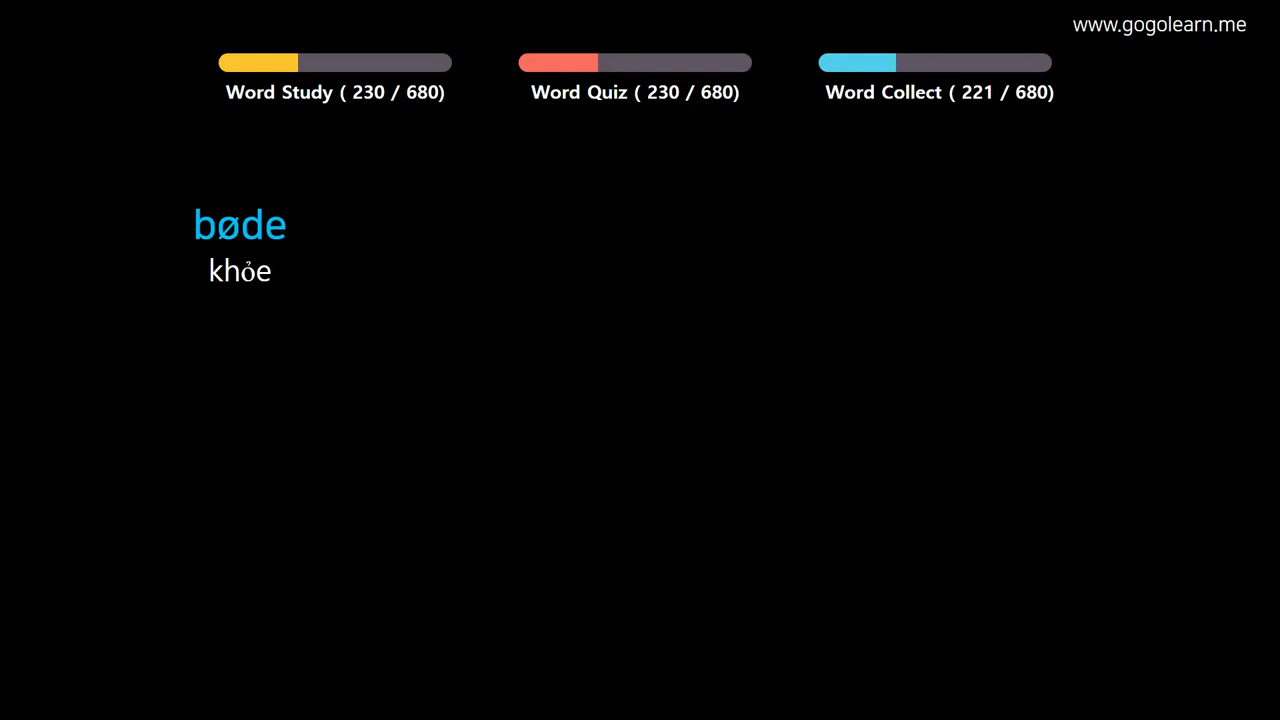 www.gogolearn.me
Word Study ( 230 / 680)
Word Quiz ( 230 / 680)
Word Collect ( 221 / 680)
bøde
khỏe